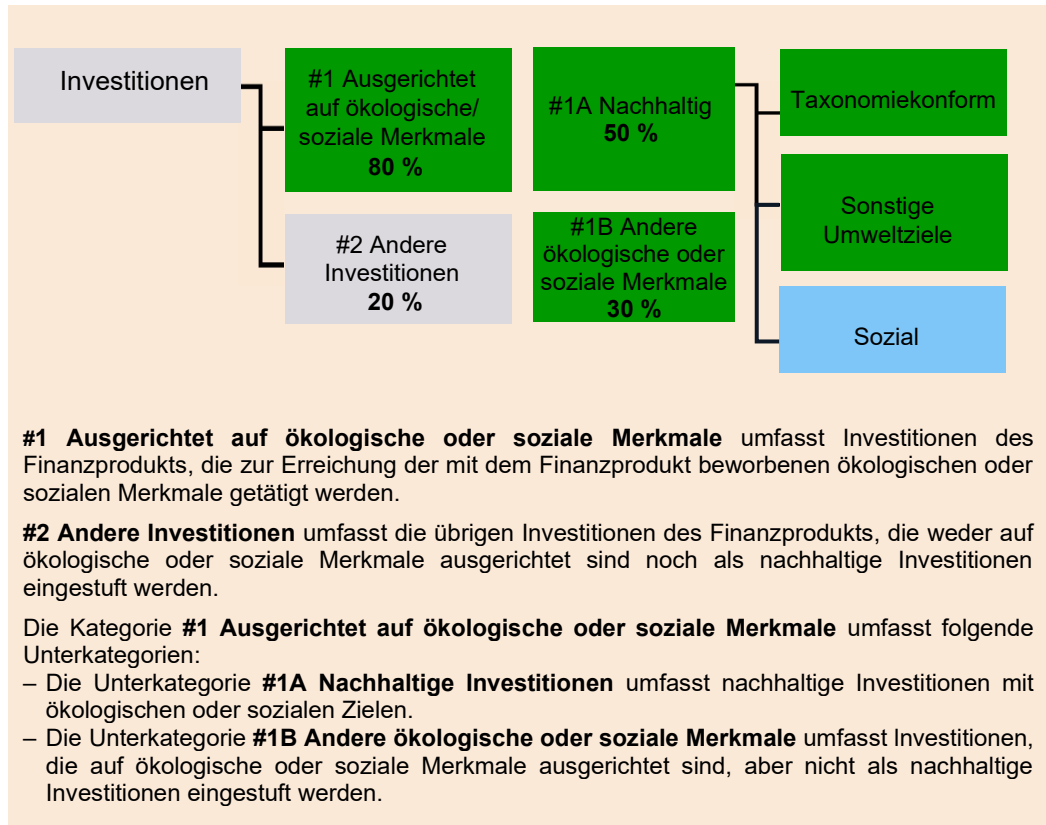 Investitionen
#1 Ausgerichtet
auf ökologische/
soziale Merkmale
80 %
#2 Andere
Investitionen
20 %
#1A Nachhaltig
50 %
#1B Andere
ökologische oder
soziale Merkmale
30 %
Taxonomiekonform
Sonstige
Umweltziele
Sozial
#1 Ausgerichtet auf ökologische oder soziale Merkmale umfasst Investitionen des
Finanzprodukts, die zur Erreichung der mit dem Finanzprodukt beworbenen ökologischen oder
sozialen Merkmale getätigt werden.
#2 Andere Investitionen umfasst die übrigen Investitionen des Finanzprodukts, die weder auf
ökologische oder soziale Merkmale ausgerichtet sind noch als nachhaltige Investitionen
eingestuft werden.
Die Kategorie #1 Ausgerichtet auf ökologische oder soziale Merkmale umfasst folgende
Unterkategorien:
– Die Unterkategorie #1A Nachhaltige Investitionen umfasst nachhaltige Investitionen mit
ökologischen oder sozialen Zielen.
– Die Unterkategorie #1B Andere ökologische oder soziale Merkmale umfasst Investitionen,
die auf ökologische oder soziale Merkmale ausgerichtet sind, aber nicht als nachhaltige
Investitionen eingestuft werden.